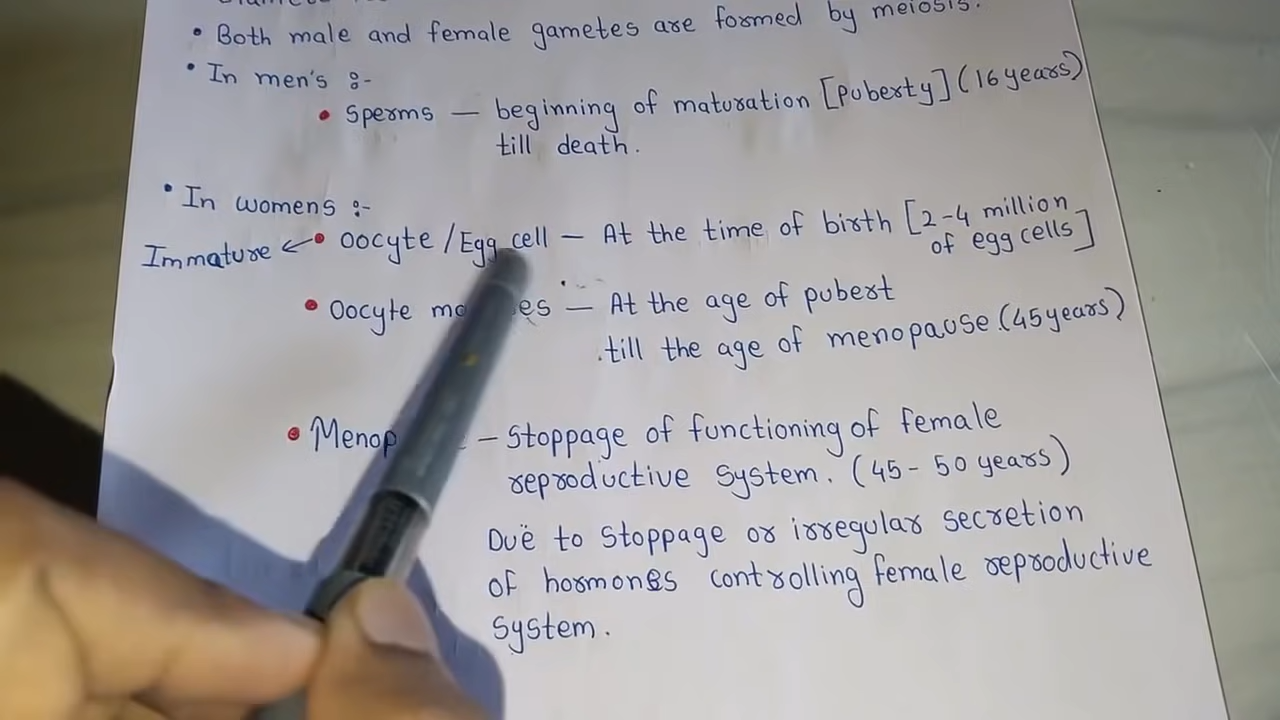 • Both male and female gametes are formed by meiosis.
• In men's :-
• Sperms — beginning of maturation [Puberty] (16 years)
till death.
• In womens :-
Immature ← • Oocyte / Egg cell — At the time of birth [2-4 million
of egg cells]
• Oocyte — At the age of pubert
till the age of menopause. (45 years)
• — Stoppage of functioning of female
reproductive system. (45 - 50 years)
Due to stoppage or irregular secretion
of hormones controlling female reproductive
system.